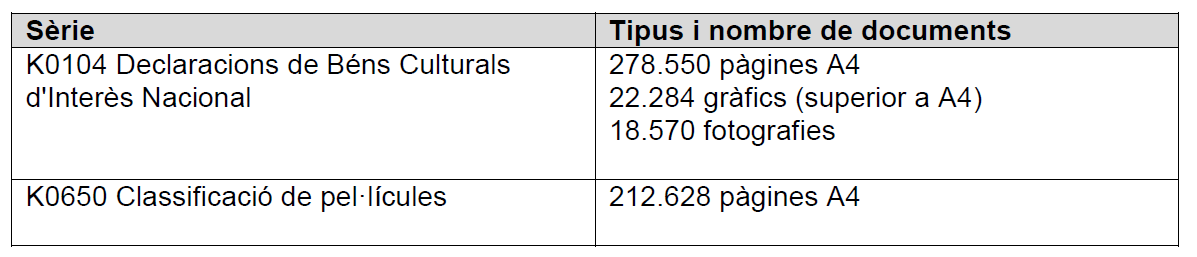 Sèrie
Tipus i nombre de documents
K0104 Declaracions de Béns Culturals
d'Interès Nacional
278.550 pàgines A4
22.284 gràfics (superior a A4)
18.570 fotografies
K0650 Classificació de pel·lícules
212.628 pàgines A4